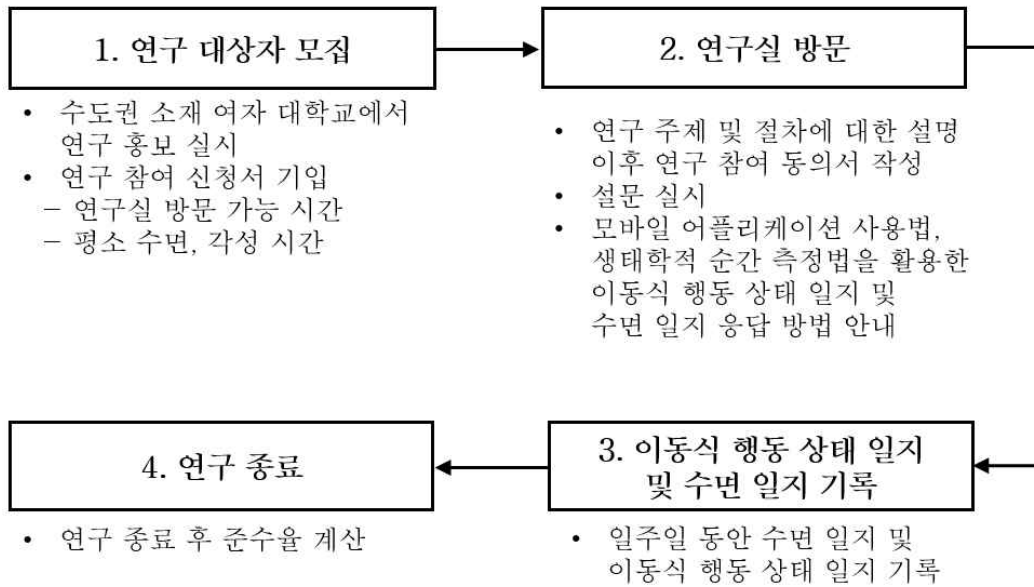 1. 연구 대상자 모집
• 수도권 소재 여자 대학교에서
연구 홍보 실시
• 연구 참여 신청서 기입
– 연구실 방문 가능 시간
– 평소 수면, 각성 시간
2. 연구실 방문
• 연구 주제 및 절차에 대한 설명
이후 연구 참여 동의서 작성
• 설문 실시
• 모바일 어플리케이션 사용법,
생태학적 순간 측정법을 활용한
이동식 행동 상태 일지 및
수면 일지 응답 방법 안내
3. 이동식 행동 상태 일지
및 수면 일지 기록
• 일주일 동안 수면 일지 및
이동식 행동 상태 일지 기록
4. 연구 종료
• 연구 종료 후 준수율 계산